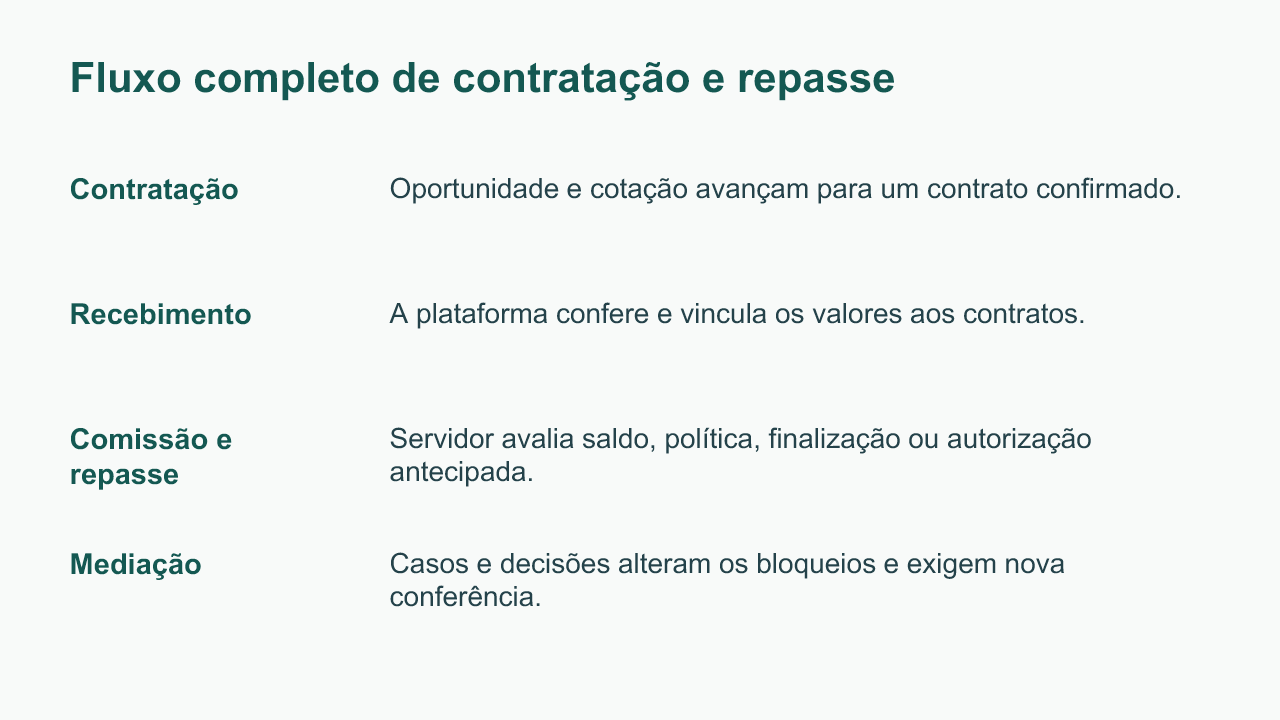 Fluxo completo de contratação e repasse
Contratação
Oportunidade e cotação avançam para um contrato confirmado.
Recebimento
A plataforma confere e vincula os valores aos contratos.
Comissão e
repasse
Servidor avalia saldo, política, finalização ou autorização
antecipada.
Mediação
Casos e decisões alteram os bloqueios e exigem nova
conferência.